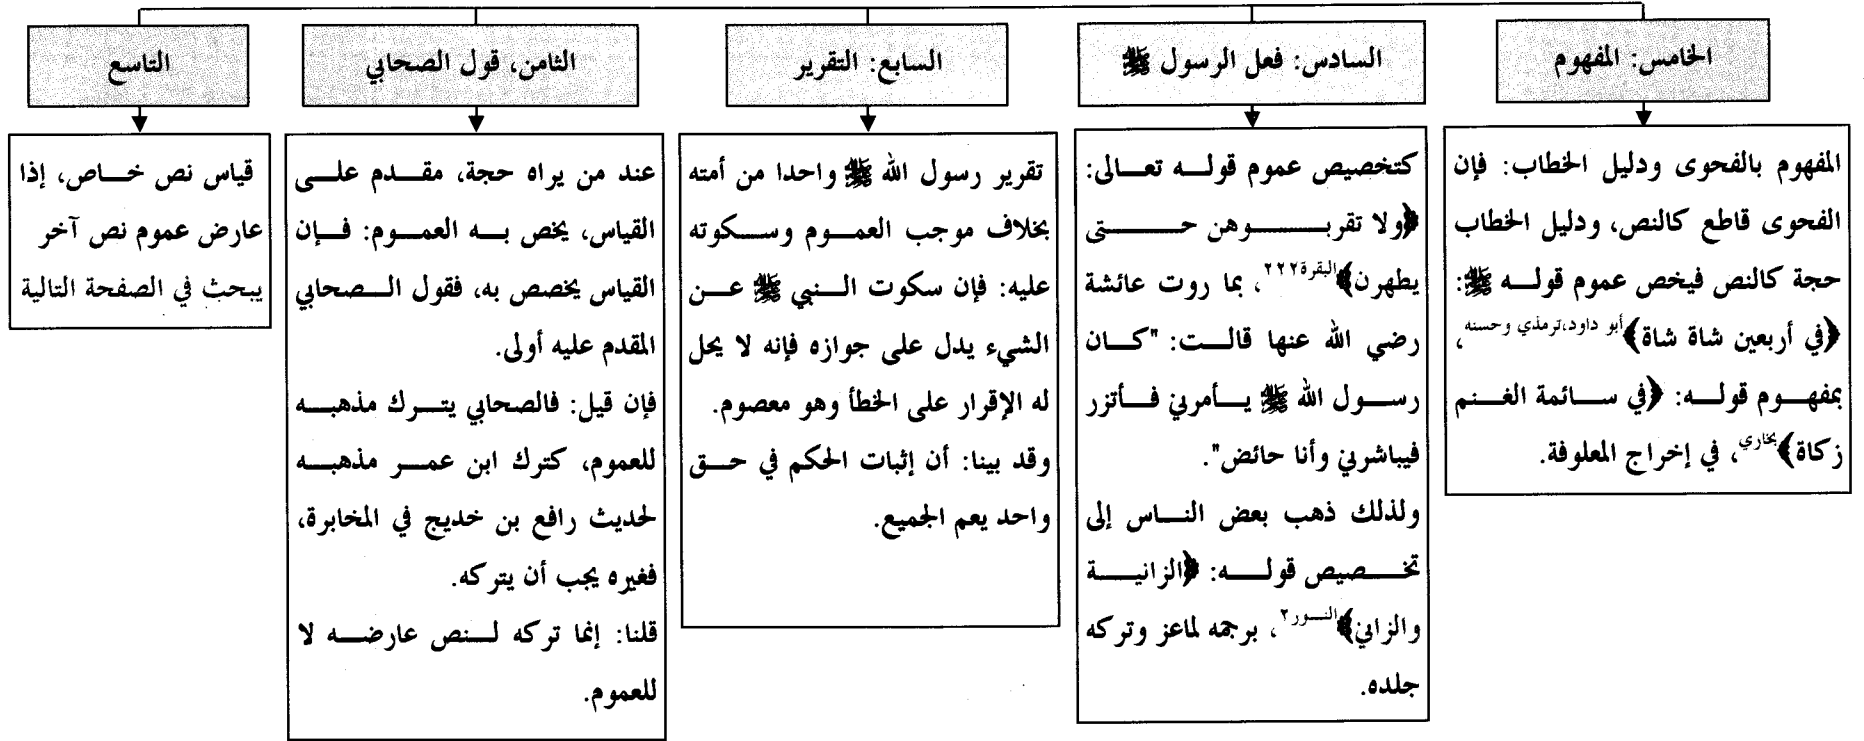 الخامس: المفهوم
المفهوم بالفحوى ودليل الخطاب: فإن
الفحوى قاطع كالنص، ودليل الخطاب
حجة كالنص فيخص عموم قوله ﷺ:
﴿في أربعين شاة شاة﴾أبو داود،ترمذي وحسنه،
بمفهوم قوله: ﴿في سائمة الغنم
زكاة﴾بخاري، في إخراج المعلوفة.
السادس: فعل الرسول ﷺ
كتخصيص عموم قوله تعالى:
﴿ولا تقربوهن حتى
يطهرن﴾البقرة٢٢٢، بما روت عائشة
رضي الله عنها قالت: "كان
رسول الله ﷺ يأمرني فأتزر
فيباشرني وأنا حائض".
ولذلك ذهب بعض الناس إلى
تخصيص قوله: ﴿الزانية
والزاني﴾النور٢، برجمه لماعز وتركه
جلده.
السابع: التقرير
تقرير رسول الله ﷺ واحدا من أمته
بخلاف موجب العموم وسكوته
عليه: فإن سكوت النبي ﷺ عن
الشيء يدل على جوازه فإنه لا يحل
له الإقرار على الخطأ وهو معصوم.
وقد بينا: أن إثبات الحكم في حق
واحد يعم الجميع.
الثامن، قول الصحابي
عند من يراه حجة، مقدم على
القياس، يخص به العموم: فإن
القياس يخصص به، فقول الصحابي
المقدم عليه أولى.
فإن قيل: فالصحابي يترك مذهبه
للعموم، كترك ابن عمر مذهبه
لحديث رافع بن خديج في المخابرة،
فغيره يجب أن يتركه.
قلنا: إنما تركه لنص عارضه لا
للعموم.
التاسع
قياس نص خاص، إذا
عارض عموم نص آخر
يبحث في الصفحة التالية